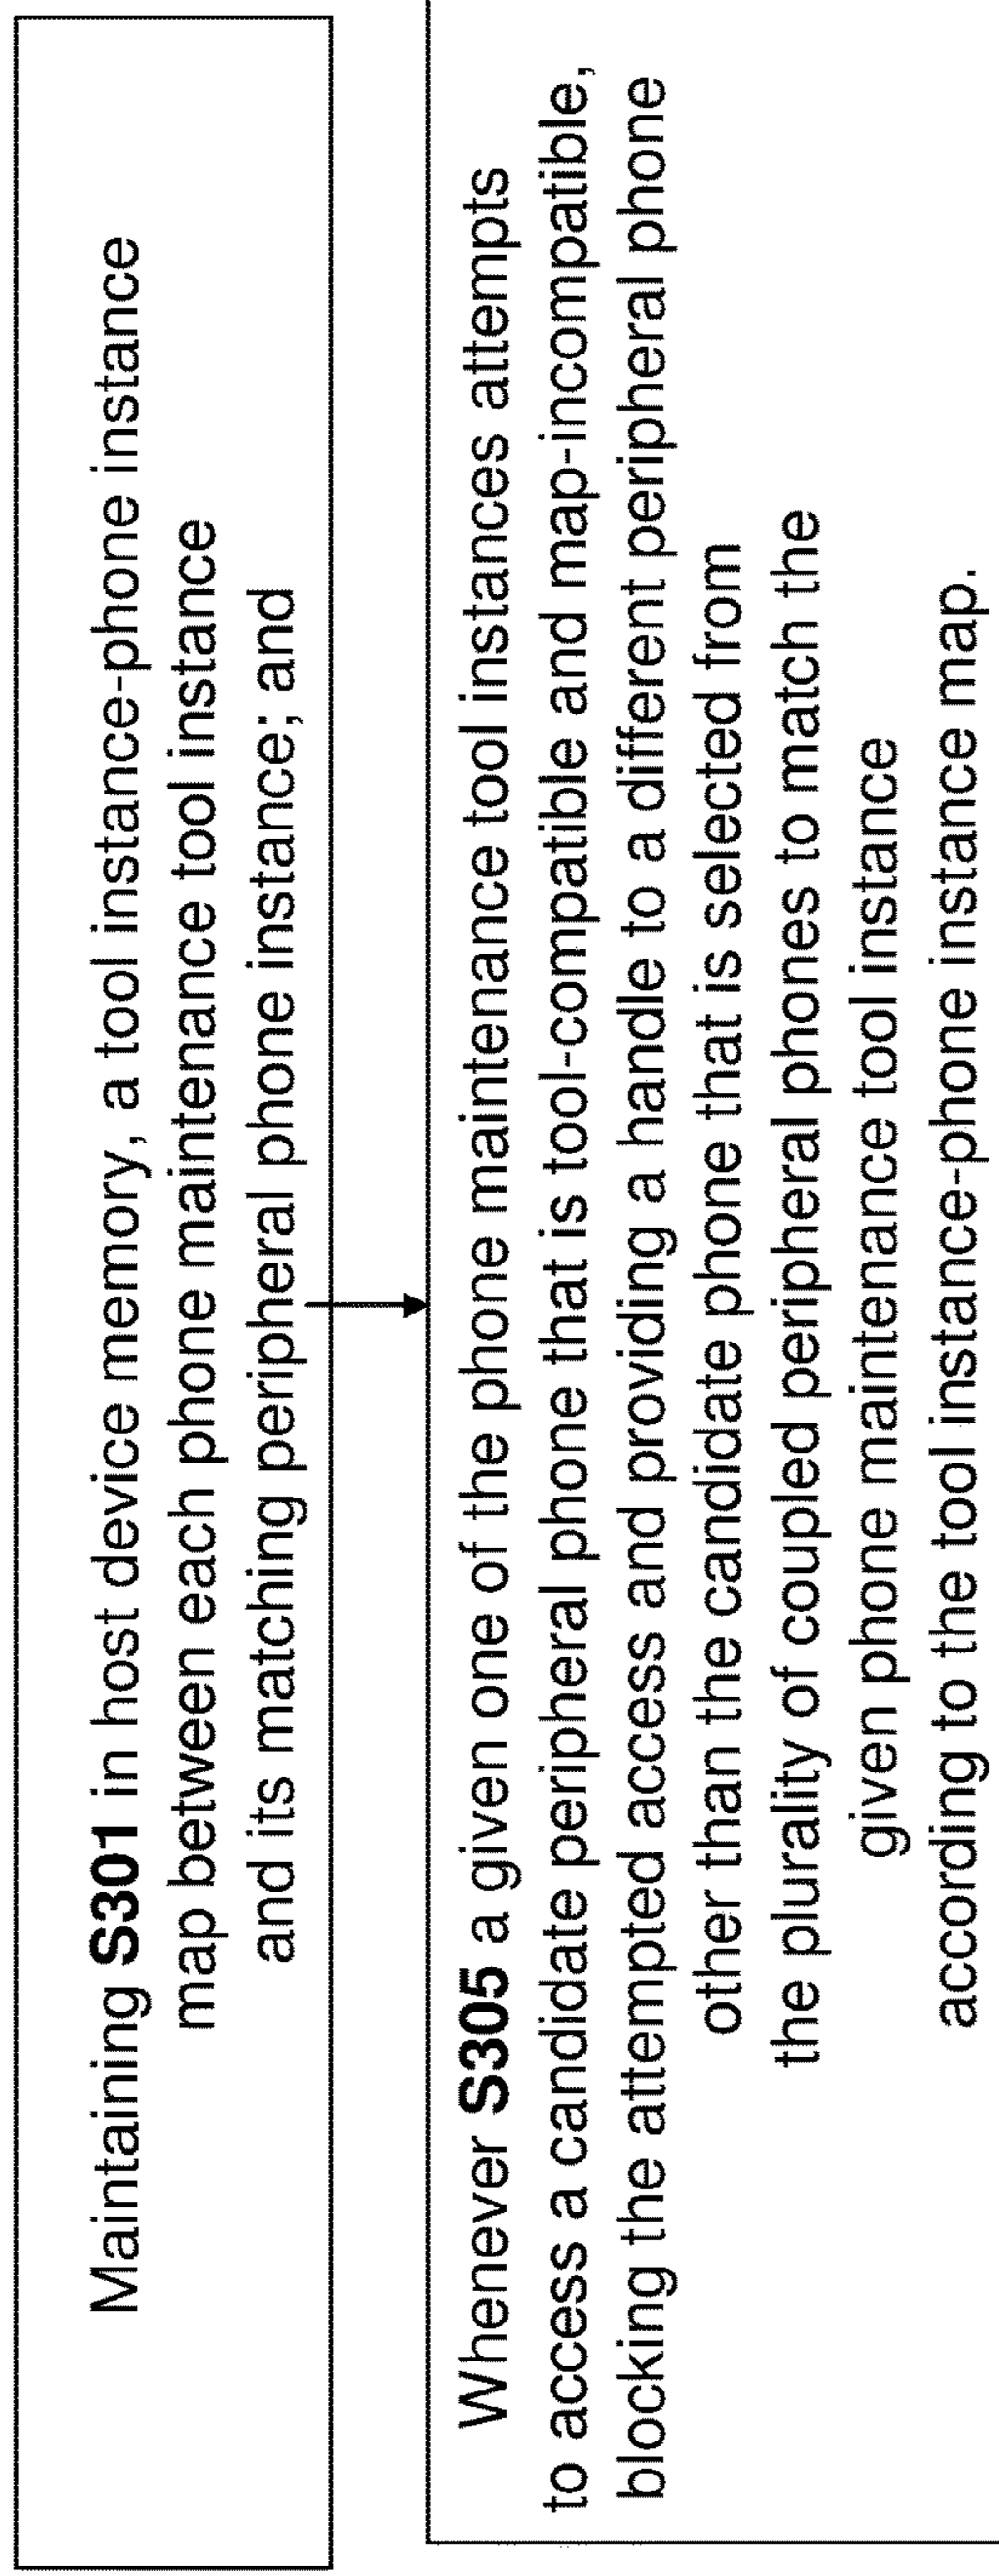 Maintaining S301 in host device memory, a tool instance-phone instance
map between each phone maintenance tool instance
and its matching peripheral phone instance; and
Whenever S305 a given one of the phone maintenance tool instances attempts
to access a candidate peripheral phone that is tool-compatible and map-incompatible,
blocking the attempted access and providing a handle to a different peripheral phone
other than the candidate phone that is selected from
the plurality of coupled peripheral phones to match the
given phone maintenance tool instance
according to the tool instance-phone instance map.